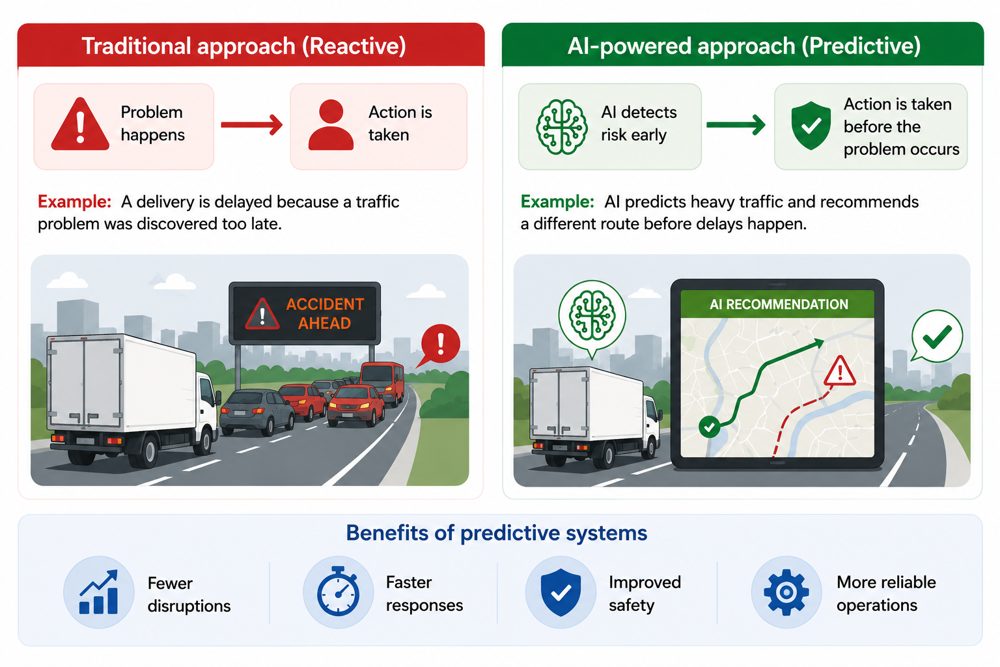 Traditional approach (Reactive)
Problem
happens
Action is
taken
Example: A delivery is delayed because a traffic
problem was discovered too late.
ACCIDENT
AHEAD
AI-powered approach (Predictive)
AI detects
risk early
Action is taken
before the
problem occurs
Example: AI predicts heavy traffic and recommends
a different route before delays happen.
AI RECOMMENDATION
Benefits of predictive systems
Fewer
disruptions
Faster
responses
Improved
safety
More reliable
operations